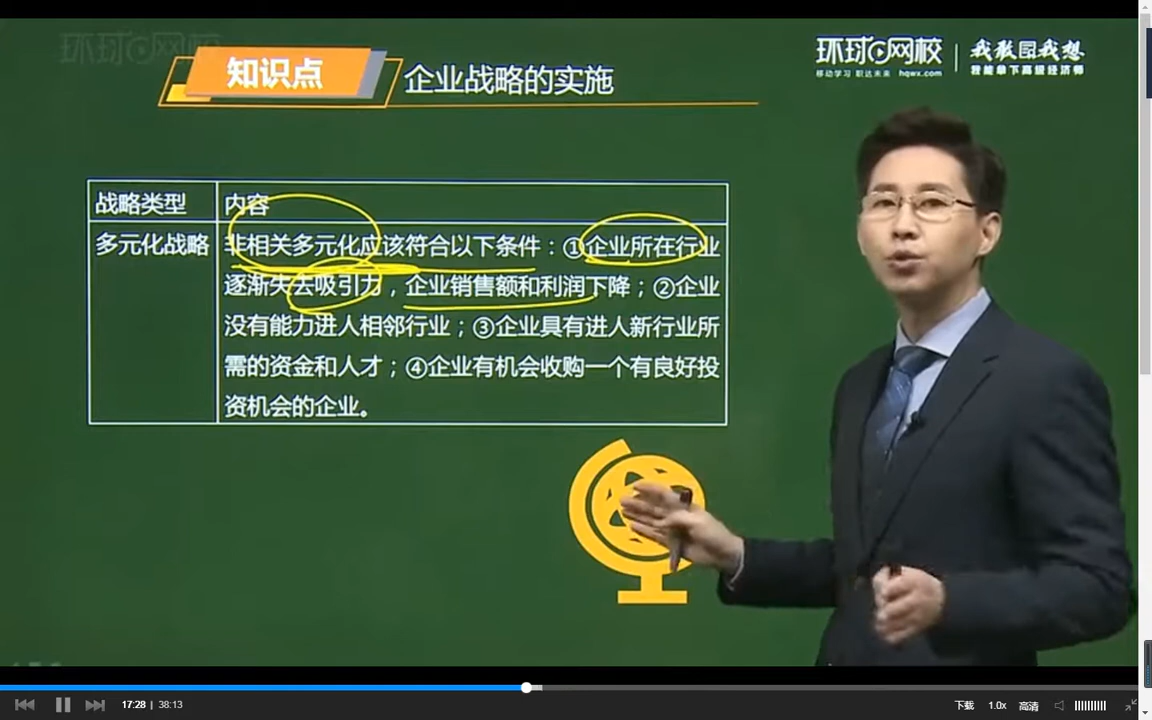 环球网校
知识点
企业战略的实施
环球网校 | 我敢因我想
移动学习 职达未来 hqwx.com 我能拿下高级经济师
战略类型 内容
多元化战略 非相关多元化应该符合以下条件：①企业所在行业
逐渐失去吸引力，企业销售额和利润下降；②企业
没有能力进人相邻行业；③企业具有进人新行业所
需的资金和人才；④企业有机会收购一个有良好投
资机会的企业。
17:28 | 38:13
下载 1.0x 高清